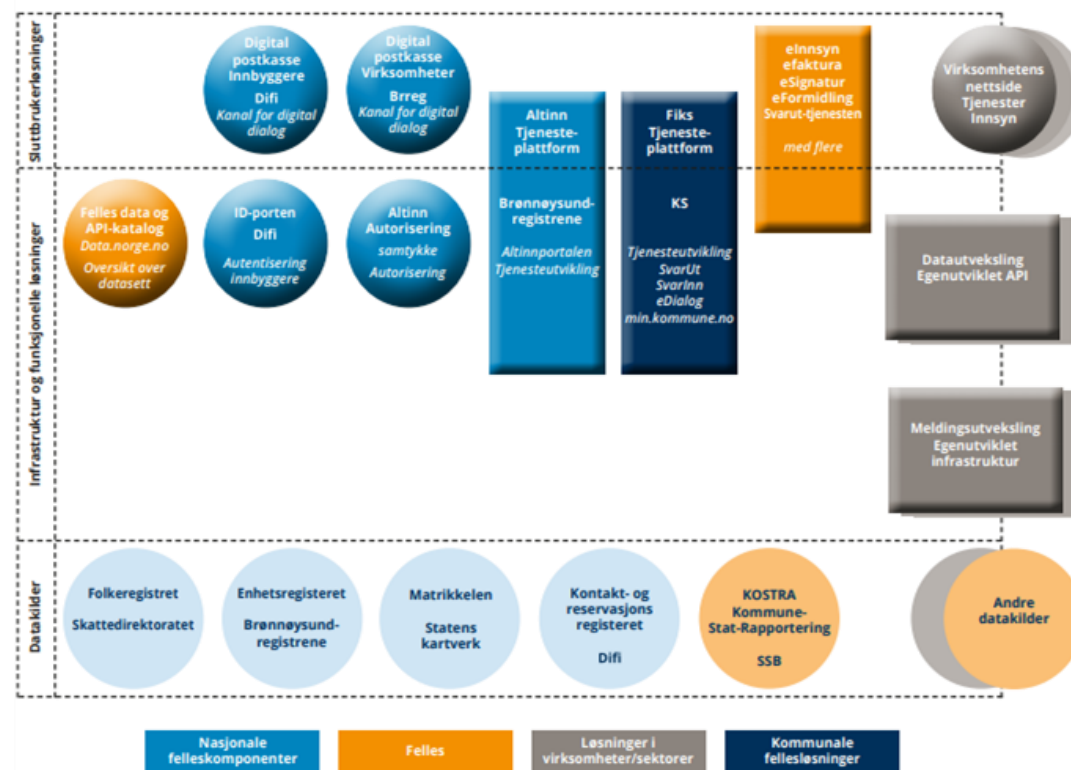 Sluttbrukerløsninger
Digital
postkasse
Innbyggere
Difi
Kanal for digital
dialog
Digital
postkasse
Virksomheter
Brreg
Kanal for digital
dialog
Altinn
Tjeneste-
plattform
Brønnøysund-
registrene
Altinnportalen
Tjenesteutvikling
Fiks
Tjeneste-
plattform
KS
Tjenesteutvikling
SvarUt
SvarInn
eDialog
min.kommune.no
eInnsyn
efaktura
eSignatur
eFormidling
Svarut-tjenesten
med flere
Virksomhetens
nettside
Tjenester
Innsyn
Infrastruktur og funksjonelle løsninger
Felles data og
API-katalog
Data.norge.no
Oversikt over
datasett
ID-porten
Difi
Autentisering
innbyggere
Altinn
Autorisering
samtykke
Autorisering
Datautveksling
Egenutviklet API
Meldingsutveksling
Egenutviklet
infrastruktur
Datakilder
Folkeregistret
Skattedirektoratet
Enhetsregisteret
Brønnøysund-
registrene
Matrikkelen
Statens
kartverk
Kontakt- og
reservasjons
registeret
Difi
KOSTRA
Kommune-
Stat-Rapportering
SSB
Andre
datakilder
Nasjonale
felleskomponenter
Felles
Løsninger i
virksomheter/sektorer
Kommunale
fellesløsninger